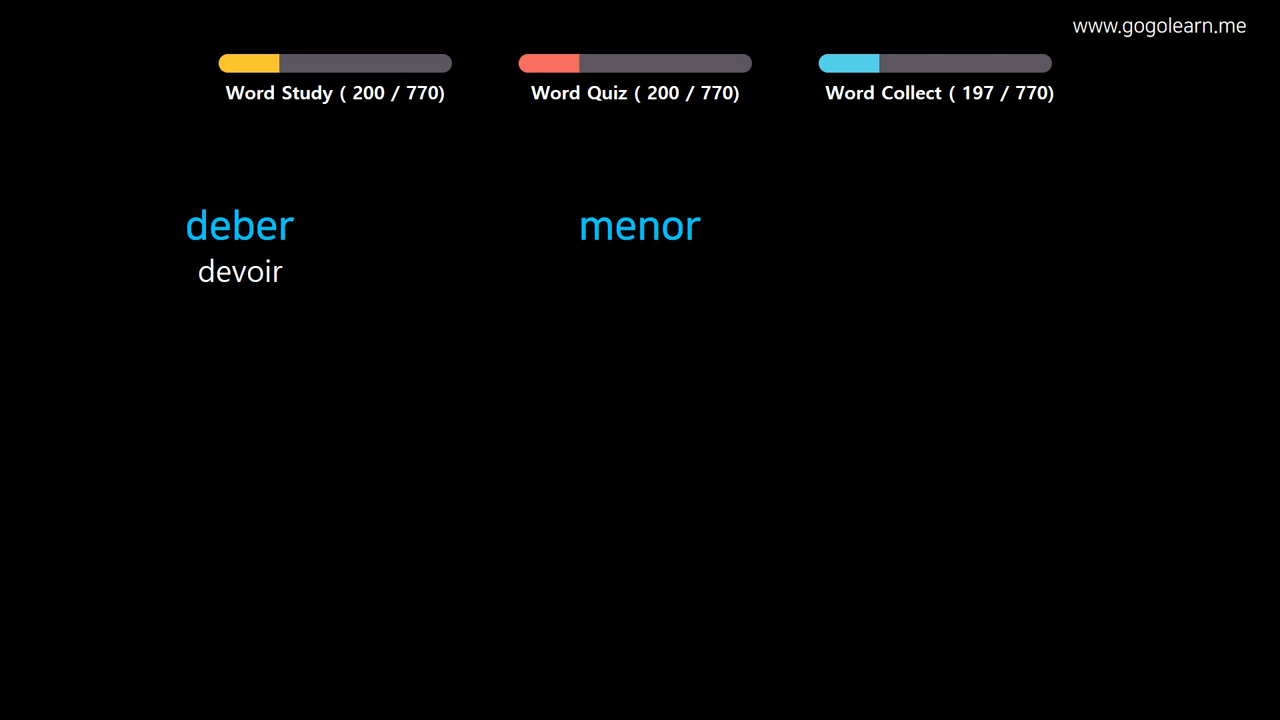 www.gogolearn.me
Word Study ( 200 / 770)
Word Quiz ( 200 / 770)
Word Collect ( 197 / 770)
deber
devoir
menor